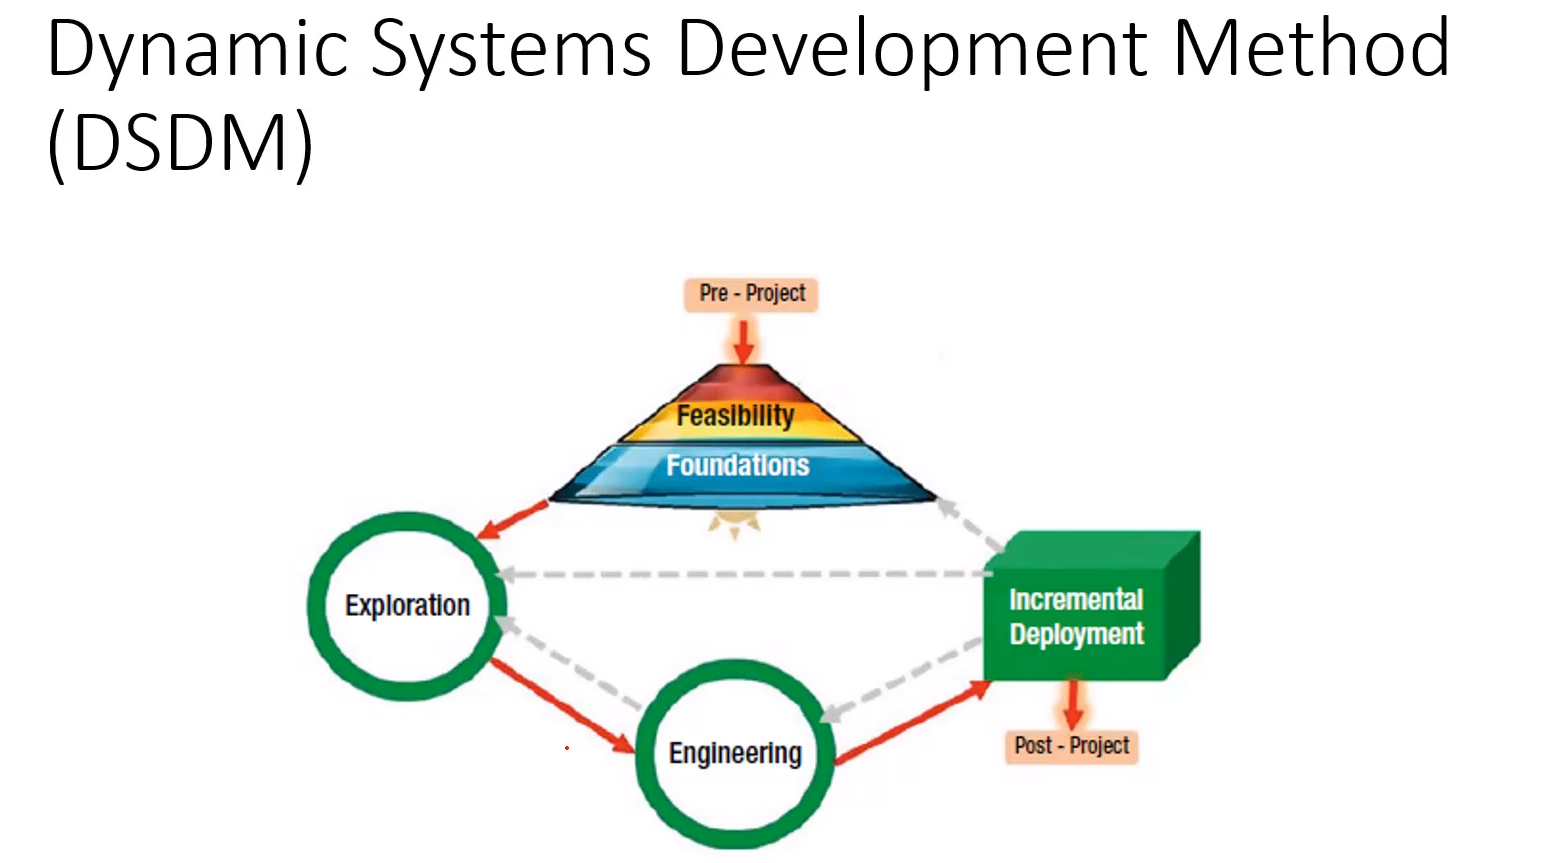 Dynamic Systems Development Method
(DSDM)
Pre - Project
Feasibility
Foundations
Exploration
Incremental
Deployment
Engineering
Post - Project